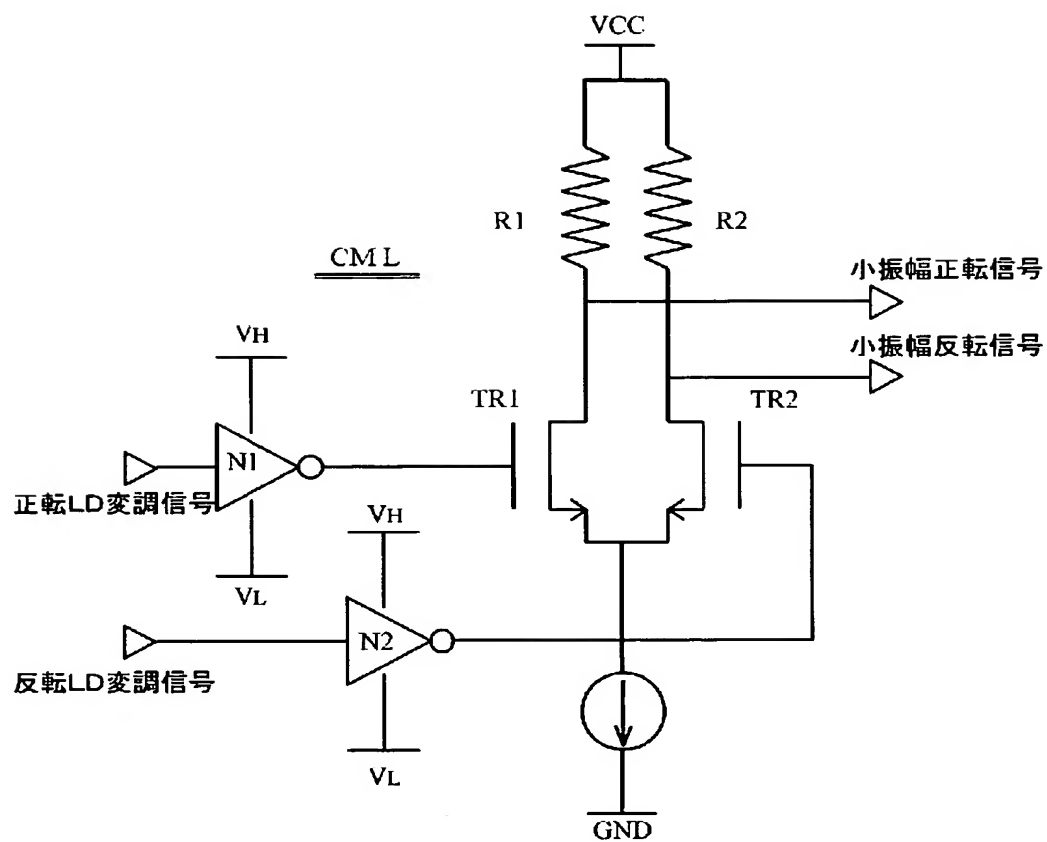 VCC
R1
R2
CML
小振幅正転信号
小振幅反転信号
VH
TR1
TR2
N1
正転LD変調信号
VL
VH
N2
反転LD変調信号
VL
GND